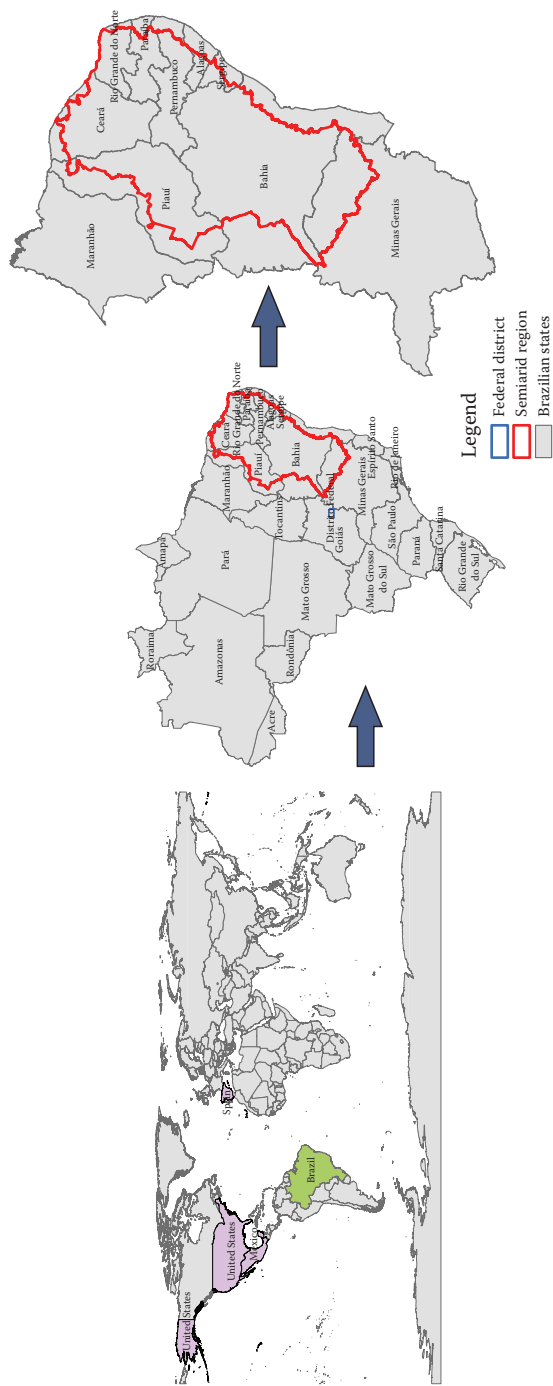 United States
United States
Mexico
Spain
Brazil
Roraima
Amapá
Amazonas
Pará
Acre
Rondônia
Mato Grosso
Tocantins
Maranhão
Piauí
Ceará
Rio Grande do Norte
Paraíba
Pernambuco
Alagoas
Sergipe
Bahia
Distrito Federal
Goiás
Minas Gerais
Espírito Santo
Mato Grosso
do Sul
São Paulo
Rio de Janeiro
Paraná
Santa Catarina
Rio Grande
do Sul
Maranhão
Piauí
Ceará
Rio Grande do Norte
Paraíba
Pernambuco
Alagoas
Sergipe
Bahia
Minas Gerais
Legend
Federal district
Semiarid region
Brazilian states